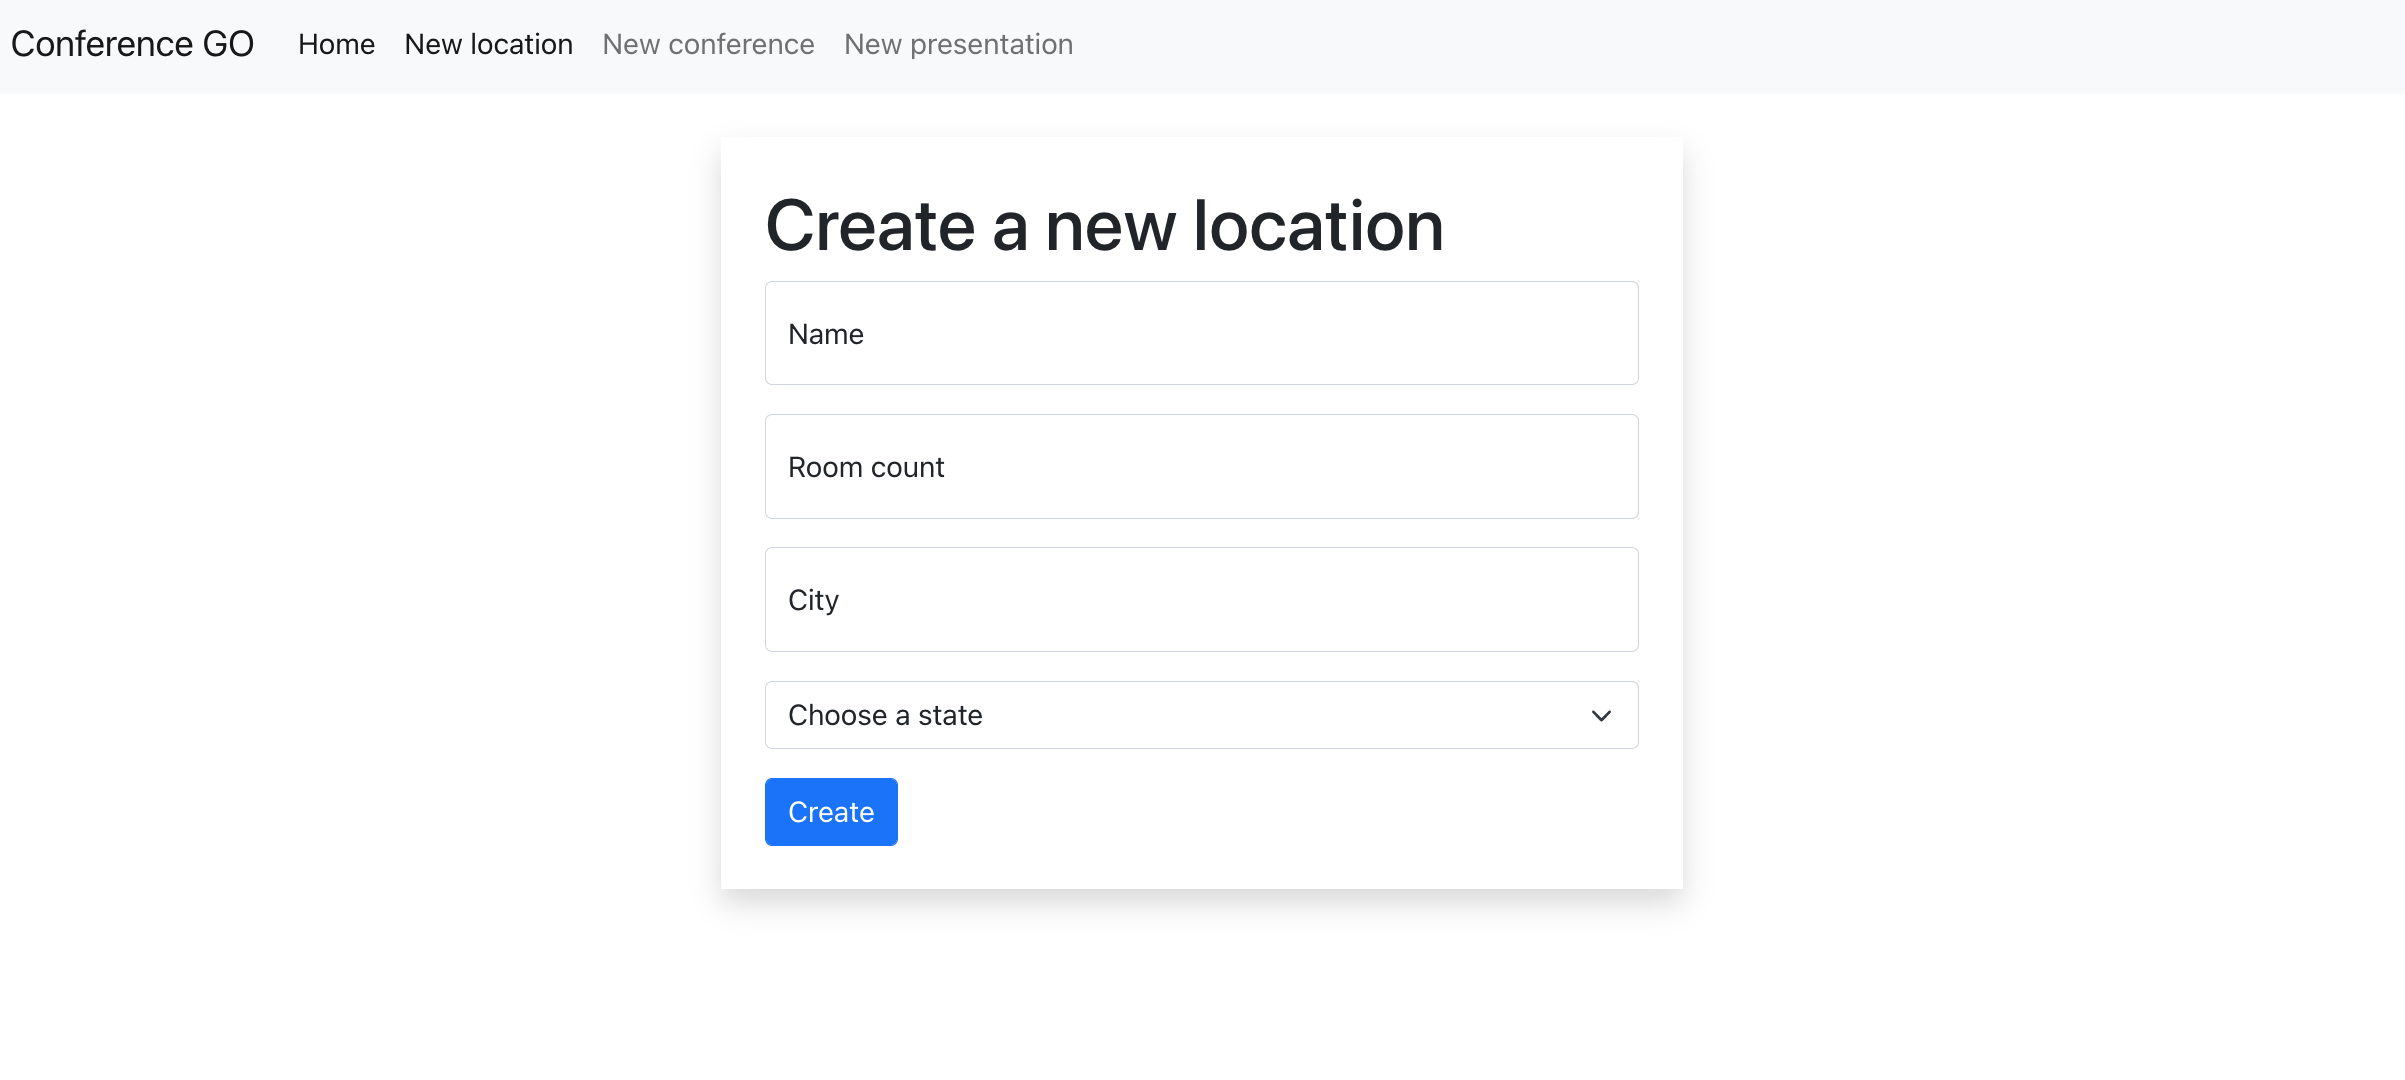 Conference GO Home New location New conference New presentation
Create a new location
Name
Room count
City
Choose a state
Create